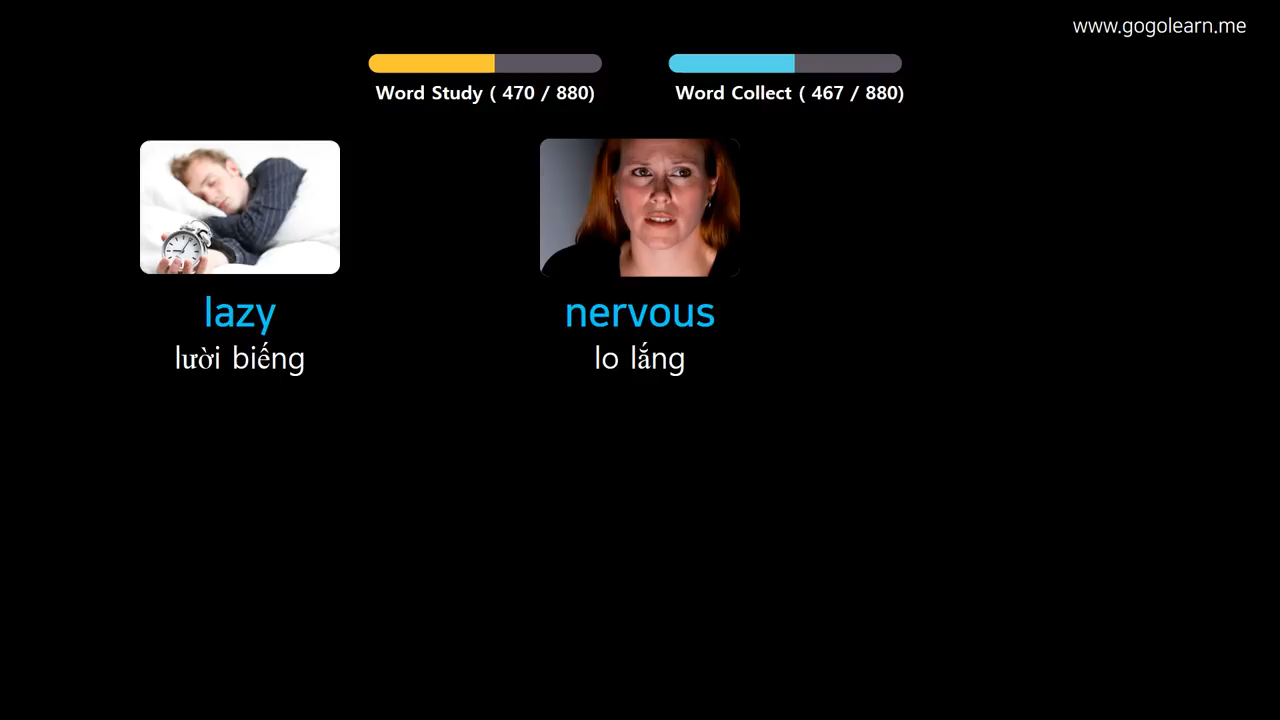 www.gogolearn.me
Word Study ( 470 / 880)
Word Collect ( 467 / 880)
lazy
lười biếng
nervous
lo lắng